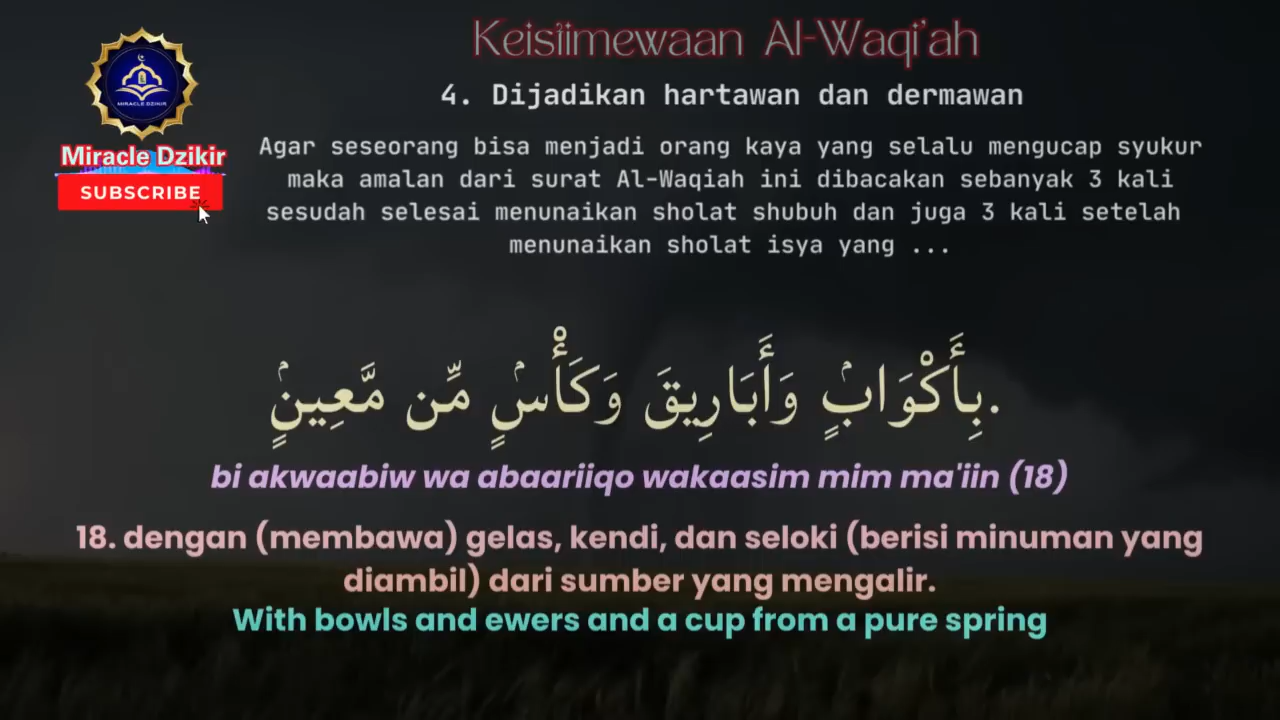 Keistimewaan Al-Waqi'ah
4. Dijadikan hartawan dan dermawan
MIRACLE DZIKIR
Miracle Dzikir
SUBSCRIBE
Agar seseorang bisa menjadi orang kaya yang selalu mengucap syukur
maka amalan dari surat Al-Waqiah ini dibacakan sebanyak 3 kali
sesudah selesai menunaikan sholat shubuh dan juga 3 kali setelah
menunaikan sholat isya yang ...
بِأَكْوَابٍۢ وَأَبَارِيقَ وَكَأْسٍۢ مِّن مَّعِينٍۢ.
bi akwaabiw wa abaariiqo wakaasim mim ma'iin (18)
18. dengan (membawa) gelas, kendi, dan seloki (berisi minuman yang
diambil) dari sumber yang mengalir.
With bowls and ewers and a cup from a pure spring